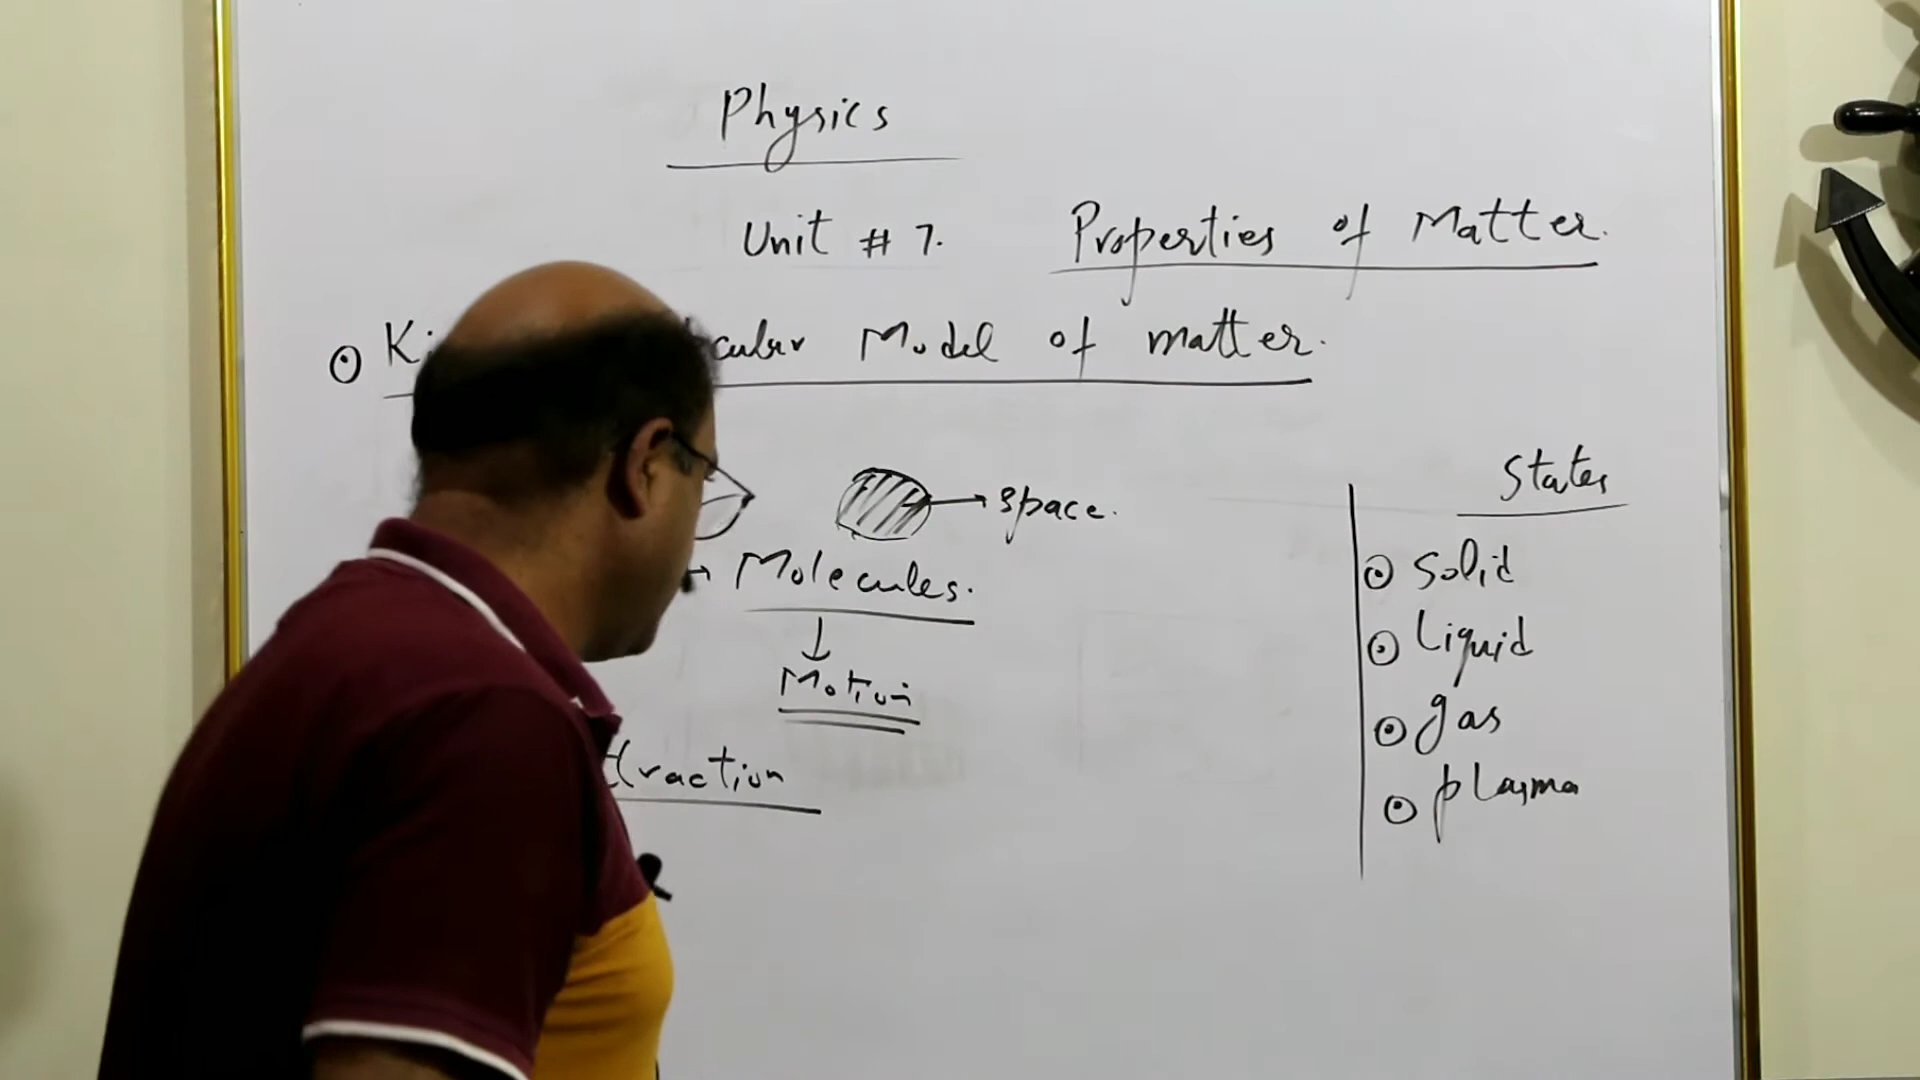 Physics
Unit # 7. Properties of Matter.
Model of matter.
space.
States
Molecules.
solid
Motion
Liquid
gas
plasma